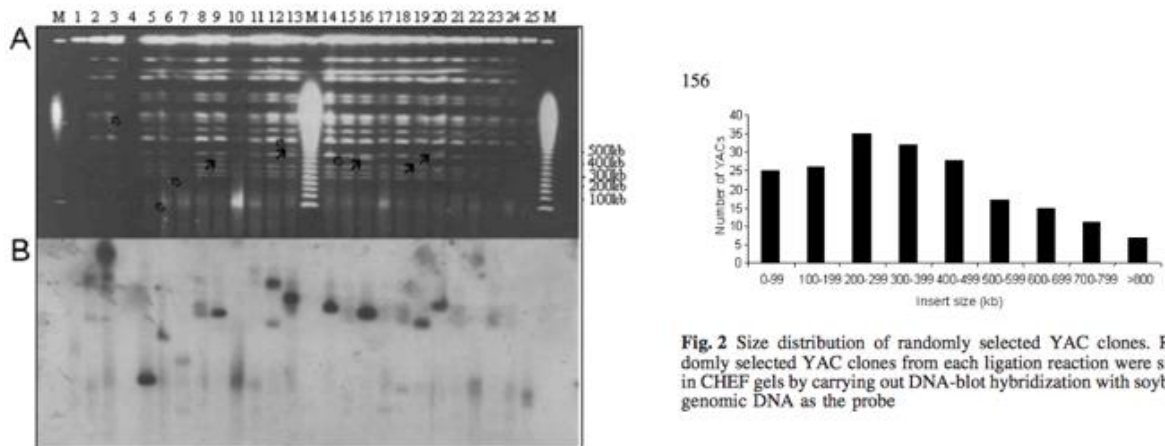 M 1 2 3 4 5 6 7 8 9 10 11 12 13 M 14 15 16 17 18 19 20 21 22 23 24 25 M
A
500kb
400kb
300kb
200kb
100kb
B
156
Number of YACs
40
35
30
25
20
15
10
5
0
0-99 100-199 200-299 300-399 400-499 500-599 600-699 700-799 >800
Insert size (kb)
Fig. 2 Size distribution of randomly selected YAC clones. R
domly selected YAC clones from each ligation reaction were s
in CHEF gels by carrying out DNA-blot hybridization with soyb
genomic DNA as the probe